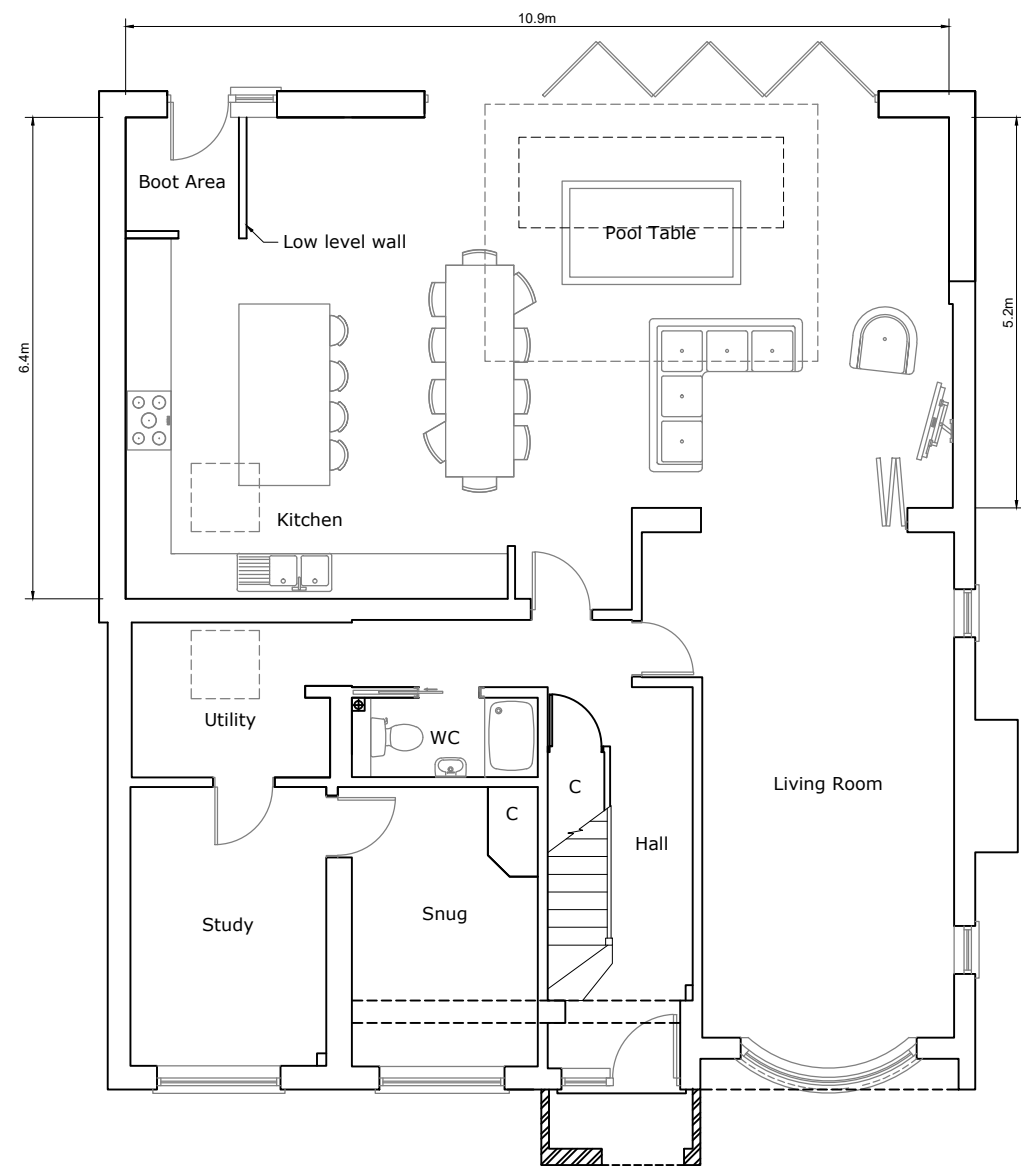 10.9m
Boot Area
Low level wall
Pool Table
5.2m
6.4m
Kitchen
Utility
WC
C
Living Room
C
Hall
Snug
Study